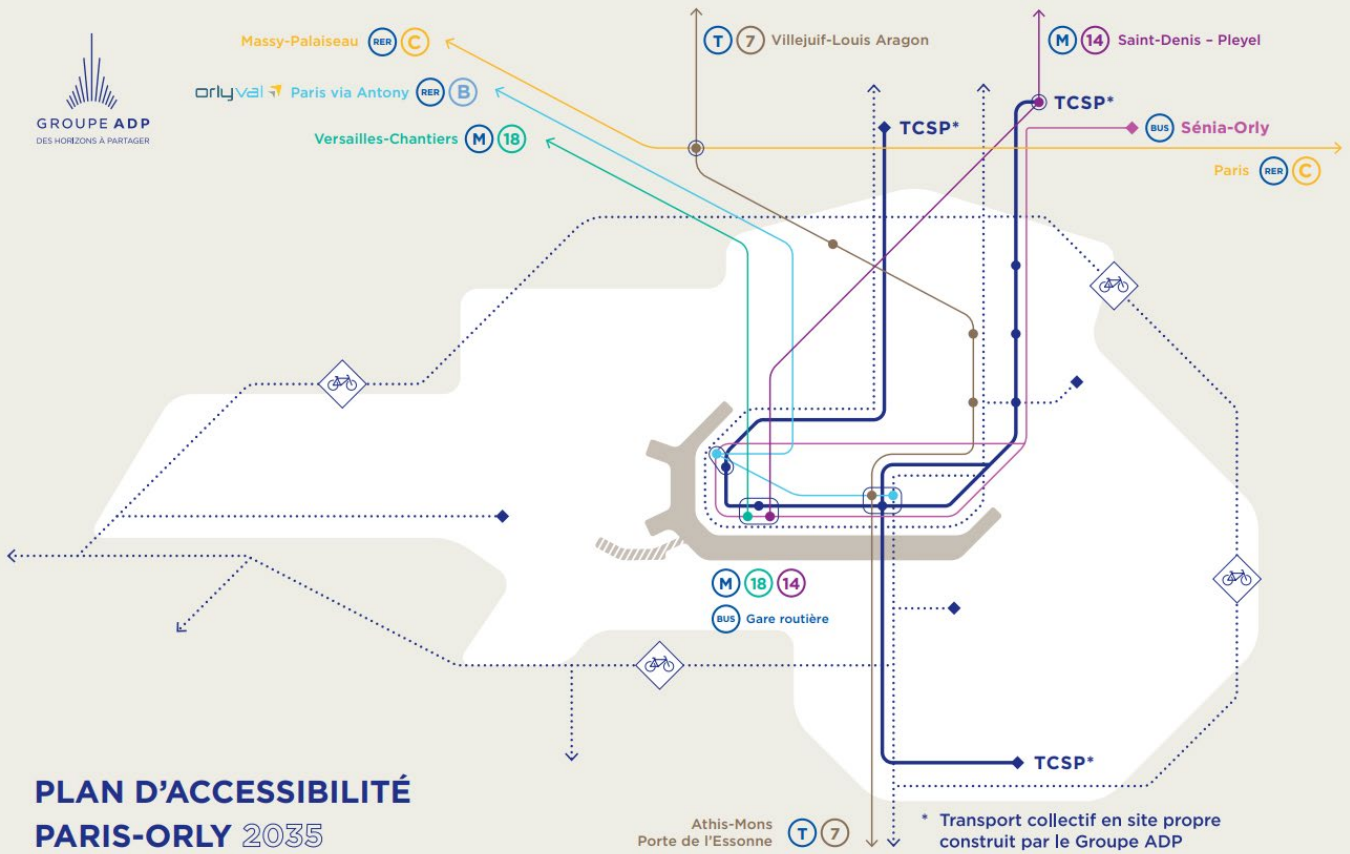 GROUPE ADP
DES HORIZONS À PARTAGER
Massy-Palaiseau RER C
orlyval Paris via Antony RER B
Versailles-Chantiers M 18
T 7 Villejuif-Louis Aragon
M 14 Saint-Denis – Pleyel
TCSP*
TCSP*
BUS Sénia-Orly
Paris RER C
M 18 14
BUS Gare routière
TCSP*
PLAN D'ACCESSIBILITÉ
PARIS-ORLY 2035
Athis-Mons
Porte de l'Essonne T 7
* Transport collectif en site propre
construit par le Groupe ADP